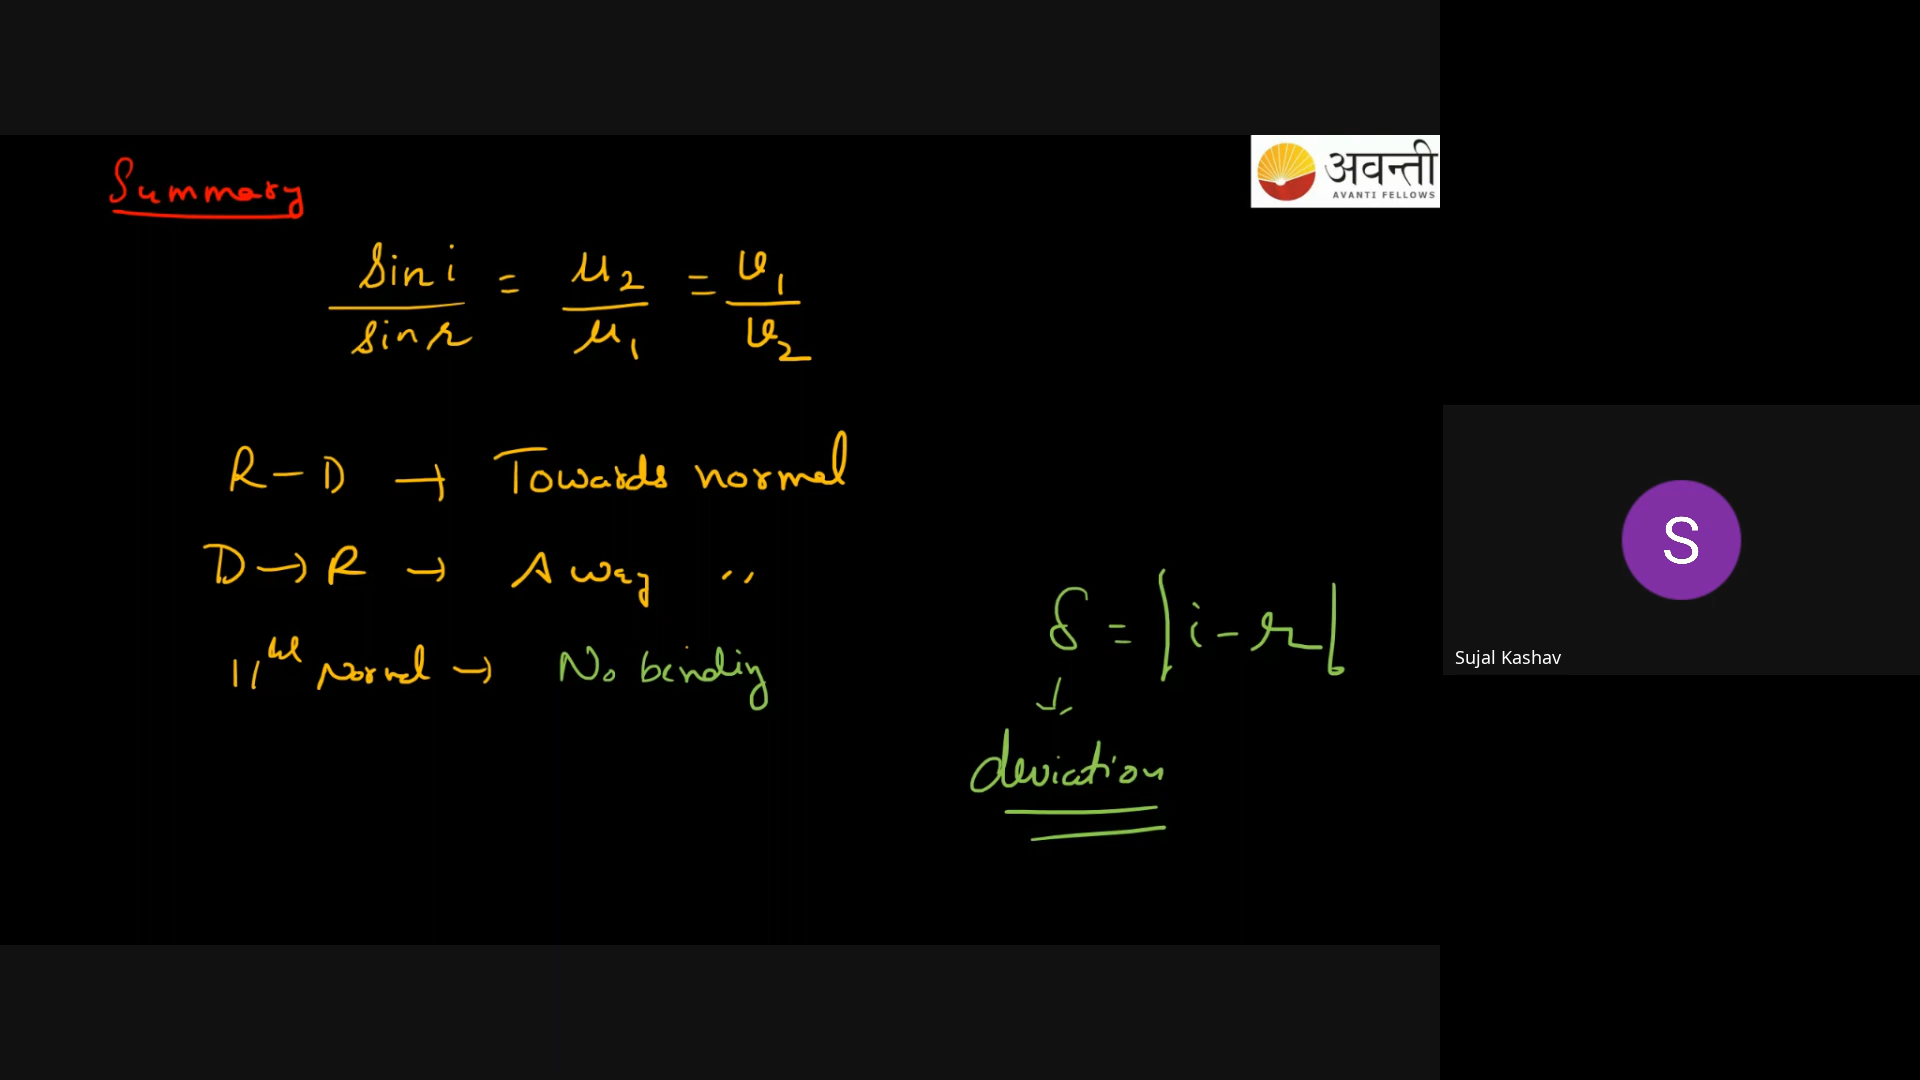 Summary
अवन्ती
AVANTI FELLOWS
sin i / sin r = μ2 / μ1 = v1 / v2
R - D → Towards normal
D → R → Away ,,
11lel Normal → No bending
δ = |i - r|
↓
deviation
S
Sujal Kashav